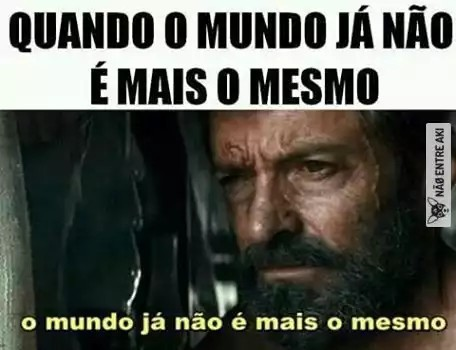 QUANDO O MUNDO JÁ NÃO
É MAIS O MESMO
NÃO ENTRE AKI
o mundo já não é mais o mesmo